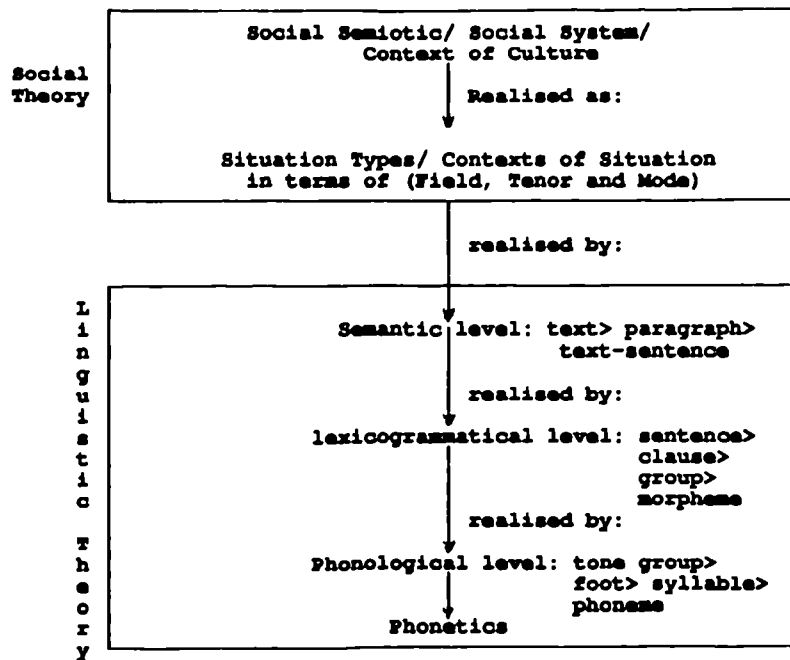 Social Semiotic/ Social System/
Context of Culture
Social
Theory
Realised as:
Situation Types/ Contexts of Situation
in terms of (Field, Tenor and Mode)
realised by:
Linguistic Theory
Semantic level: text> paragraph>
text-sentence
realised by:
lexicogrammatical level: sentence>
clause>
group>
morpheme
realised by:
Phonological level: tone group>
foot> syllable>
phoneme
Phonetics